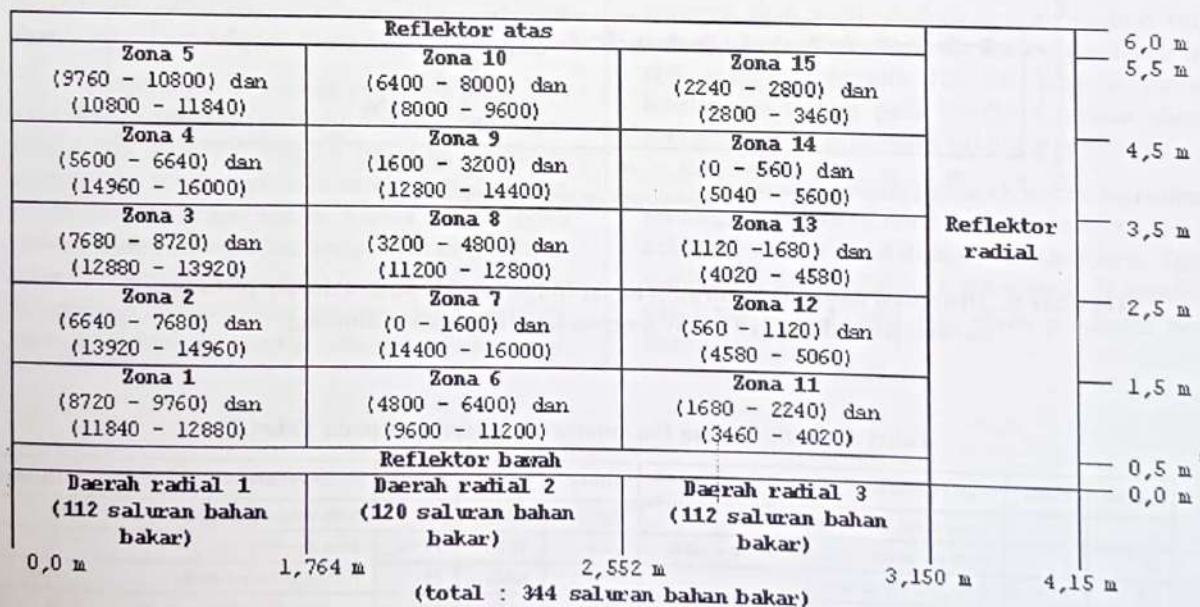 Reflektor atas
Zona 5
(9760 - 10800) dan
(10800 - 11840)
Zona 10
(6400 - 8000) dan
(8000 - 9600)
Zona 15
(2240 - 2800) dan
(2800 - 3460)
Zona 4
(5600 - 6640) dan
(14960 - 16000)
Zona 9
(1600 - 3200) dan
(12800 - 14400)
Zona 14
(0 - 560) dan
(5040 - 5600)
Zona 3
(7680 - 8720) dan
(12880 - 13920)
Zona 8
(3200 - 4800) dan
(11200 - 12800)
Zona 13
(1120 -1680) dan
(4020 - 4580)
Zona 2
(6640 - 7680) dan
(13920 - 14960)
Zona 7
(0 - 1600) dan
(14400 - 16000)
Zona 12
(560 - 1120) dan
(4580 - 5060)
Zona 1
(8720 - 9760) dan
(11840 - 12880)
Zona 6
(4800 - 6400) dan
(9600 - 11200)
Zona 11
(1680 - 2240) dan
(3460 - 4020)
Reflektor bawah
Daerah radial 1
(112 saluran bahan
bakar)
Daerah radial 2
(120 saluran bahan
bakar)
Daerah radial 3
(112 saluran bahan
bakar)
Reflektor
radial
6,0 m
5,5 m
4,5 m
3,5 m
2,5 m
1,5 m
0,5 m
0,0 m
0,0 m
1,764 m
2,552 m
3,150 m
4,15 m
(total : 344 saluran bahan bakar)